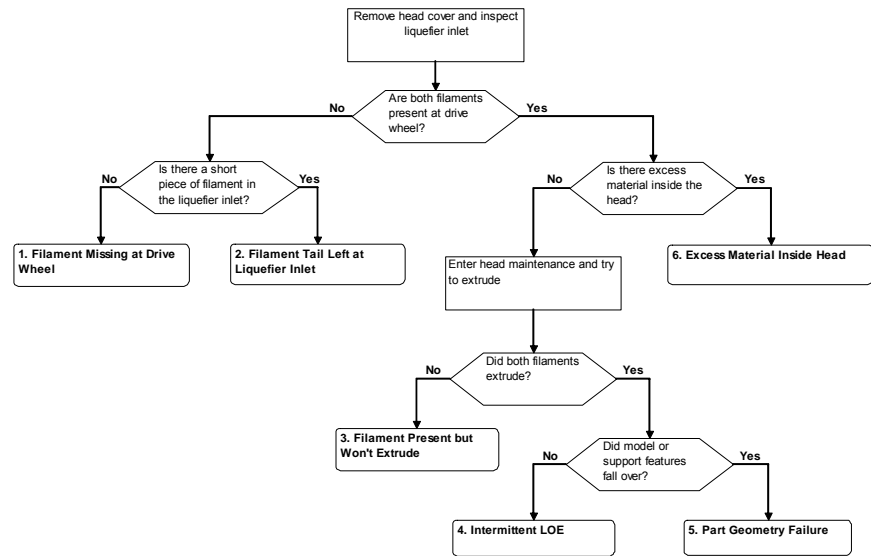 Remove head cover and inspect
liquefier inlet
Are both filaments
present at drive
wheel?
No
Yes
Is there a short
piece of filament in
the liquefier inlet?
No
Yes
Is there excess
material inside the
head?
No
Yes
1. Filament Missing at Drive
Wheel
2. Filament Tail Left at
Liquefier Inlet
6. Excess Material Inside Head
Enter head maintenance and try
to extrude
Did both filaments
extrude?
No
Yes
3. Filament Present but
Won't Extrude
Did model or
support features
fall over?
No
Yes
4. Intermittent LOE
5. Part Geometry Failure